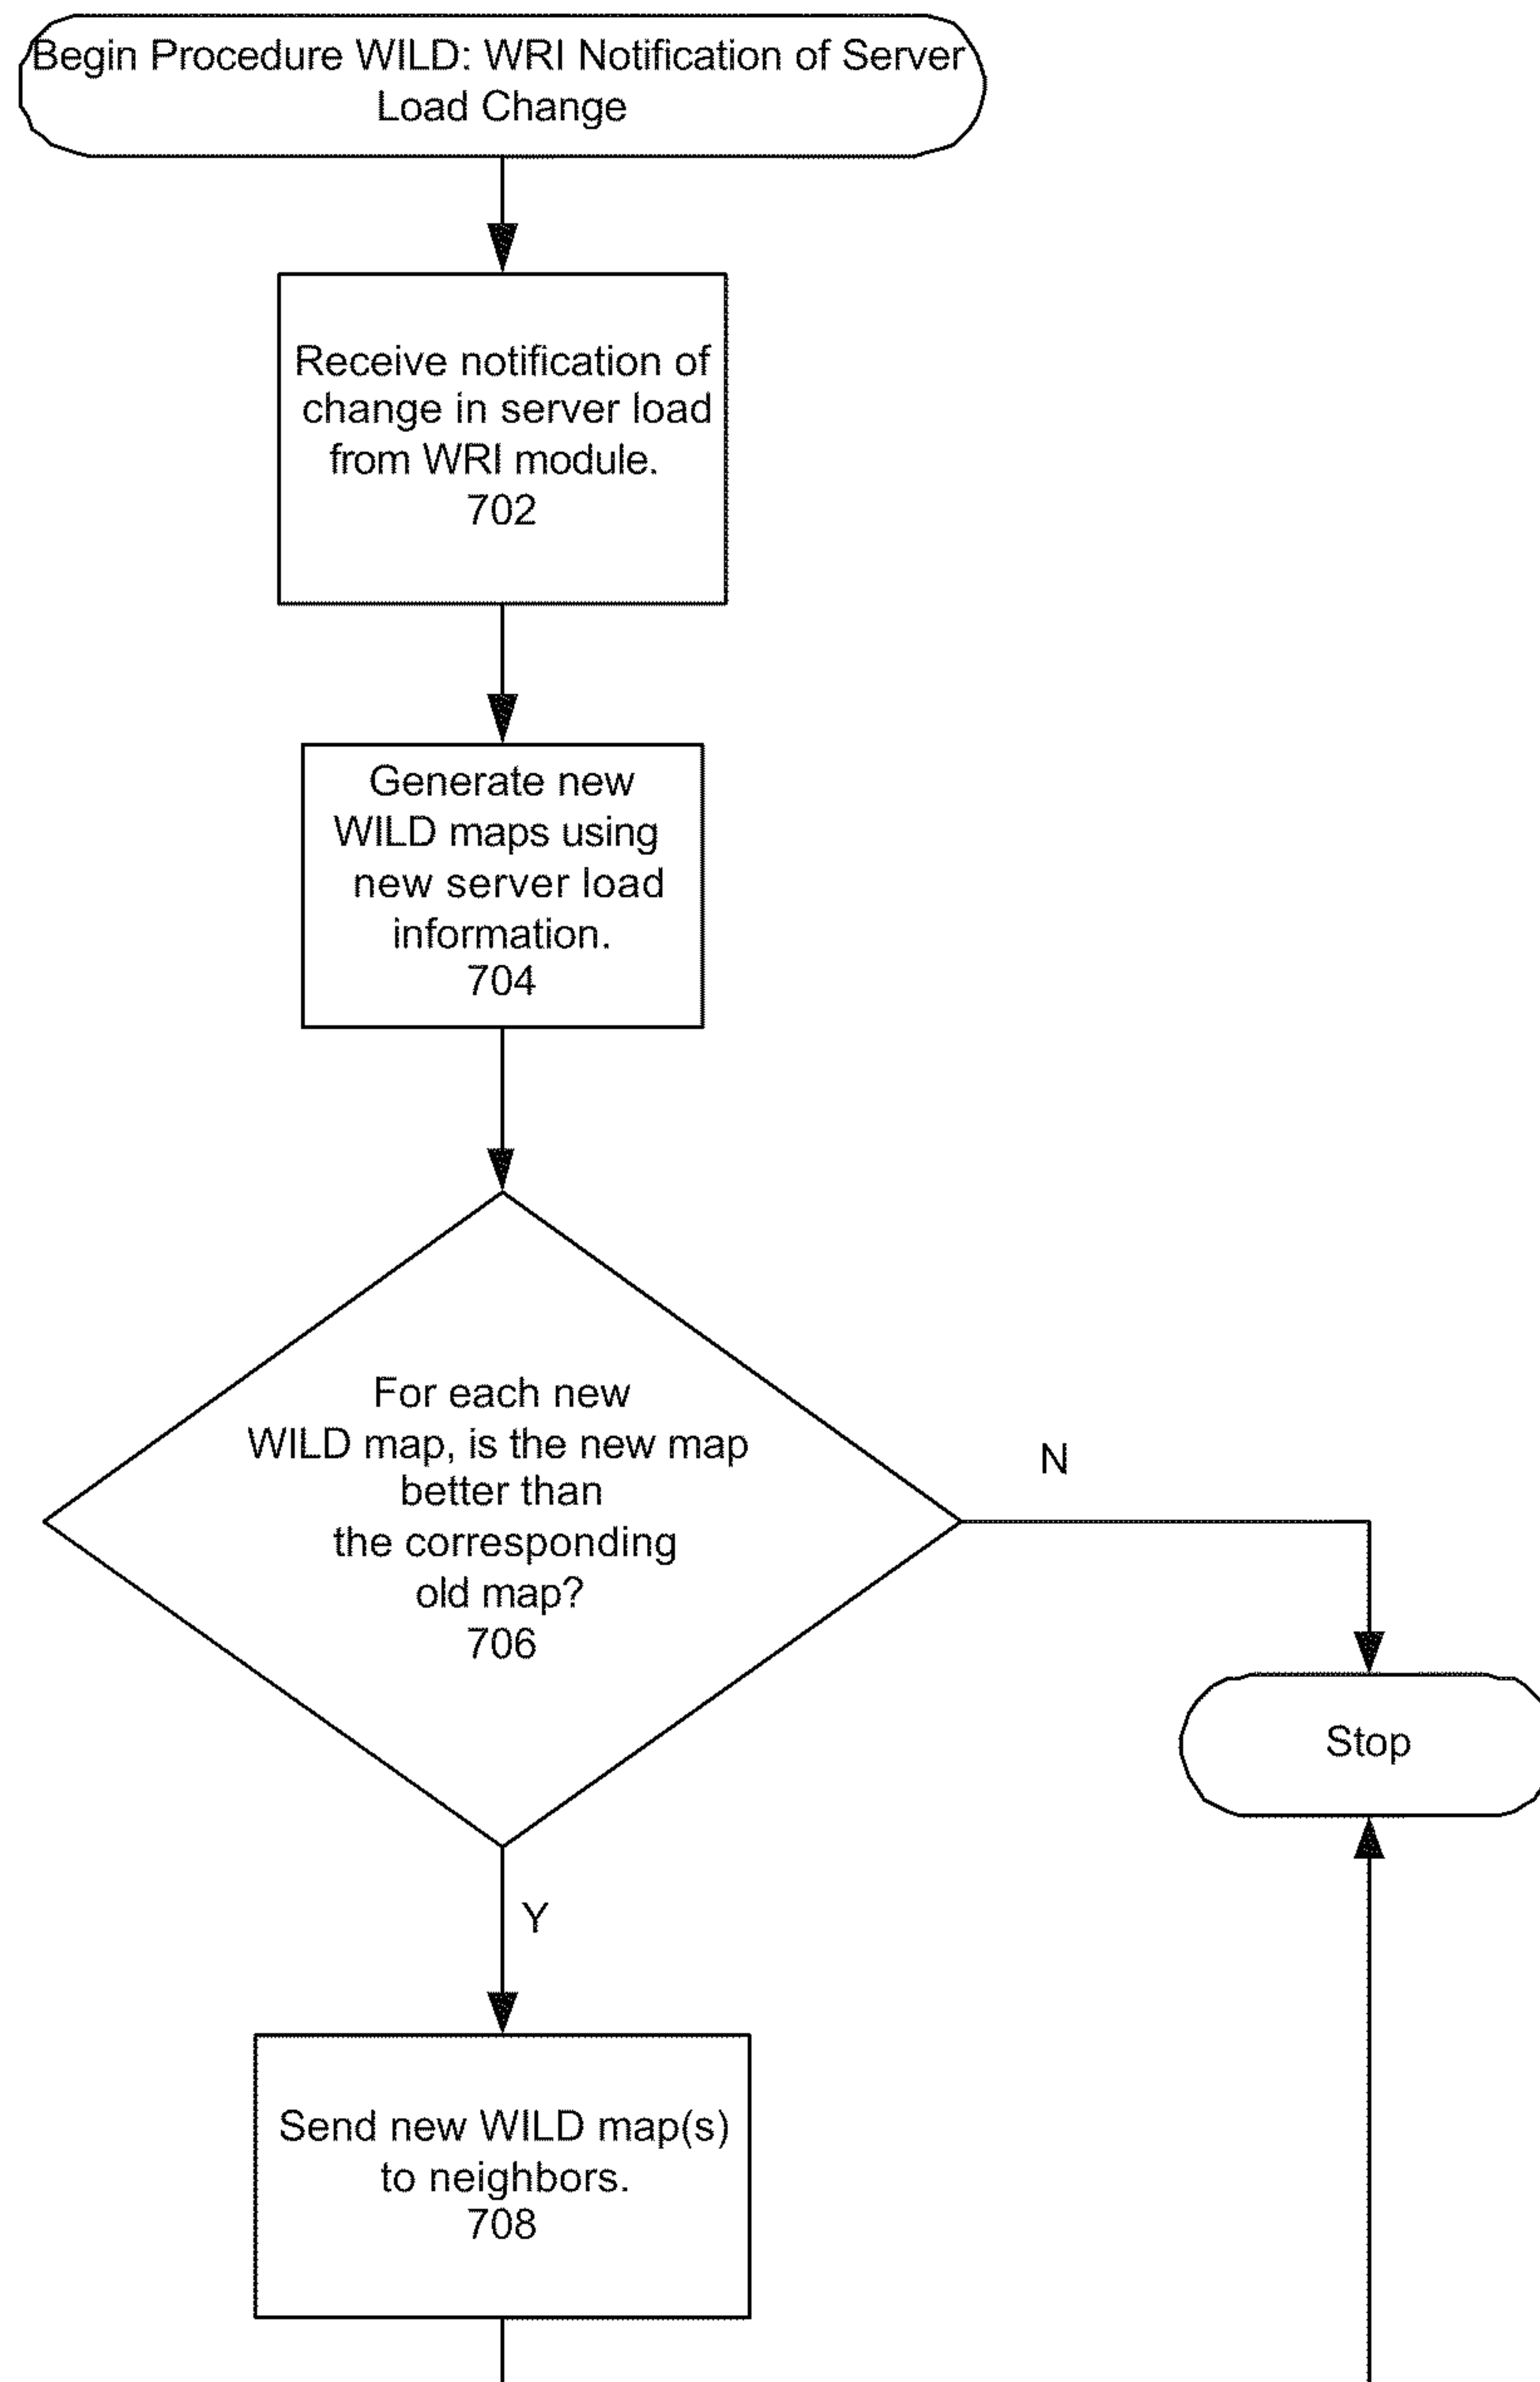 Begin Procedure WILD: WRI Notification of Server
Load Change
Receive notification of
change in server load
from WRI module.
702
Generate new
WILD maps using
new server load
information.
704
For each new
WILD map, is the new map
better than
the corresponding
old map?
706
N
Stop
Y
Send new WILD map(s)
to neighbors.
708